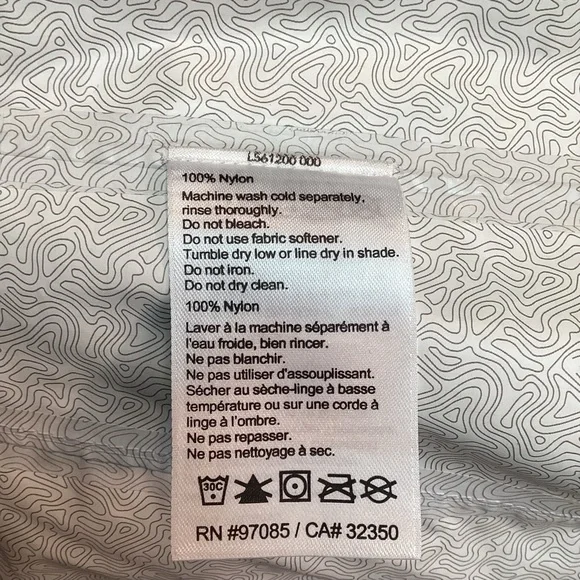 L561200 000
100% Nylon
Machine wash cold separately,
rinse thoroughly.
Do not bleach.
Do not use fabric softener.
Tumble dry low or line dry in shade.
Do not iron.
Do not dry clean.
100% Nylon
Laver à la machine séparément à
l'eau froide, bien rincer.
Ne pas blanchir.
Ne pas utiliser d'assouplissant.
Sécher au sèche-linge à basse
température ou sur une corde à
linge à l'ombre.
Ne pas repasser.
Ne pas nettoyage à sec.
30C
RN #97085 / CA# 32350